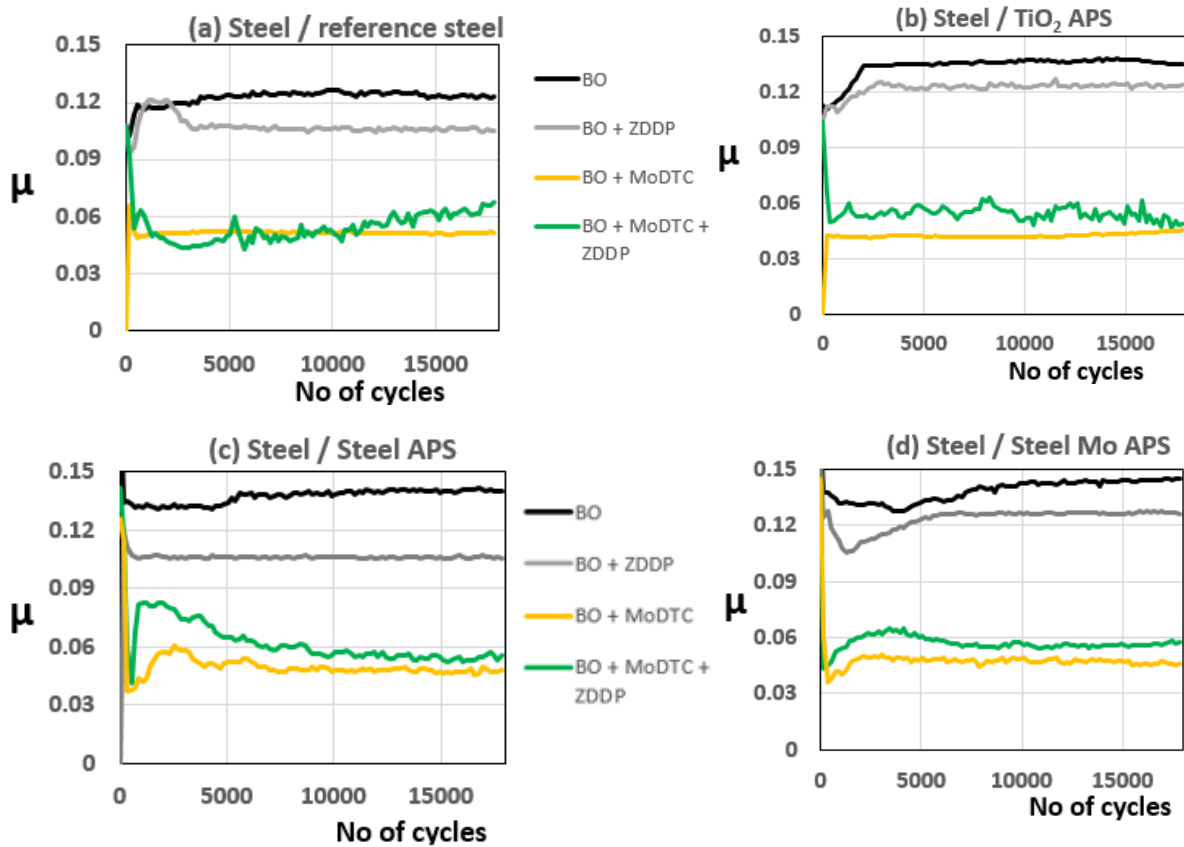 (a) Steel / reference steel
0.15
0.12
0.09
0.06
0.03
0
μ
0 5000 10000 15000
No of cycles
BO
BO + ZDDP
BO + MoDTC
BO + MoDTC +
ZDDP
(b) Steel / TiO₂ APS
0.15
0.12
0.09
0.06
0.03
0
μ
0 5000 10000 15000
No of cycles
(c) Steel / Steel APS
0.15
0.12
0.09
0.06
0.03
0
μ
0 5000 10000 15000
No of cycles
BO
BO + ZDDP
BO + MoDTC
BO + MoDTC +
ZDDP
(d) Steel / Steel Mo APS
0.15
0.12
0.09
0.06
0.03
0
μ
0 5000 10000 15000
No of cycles